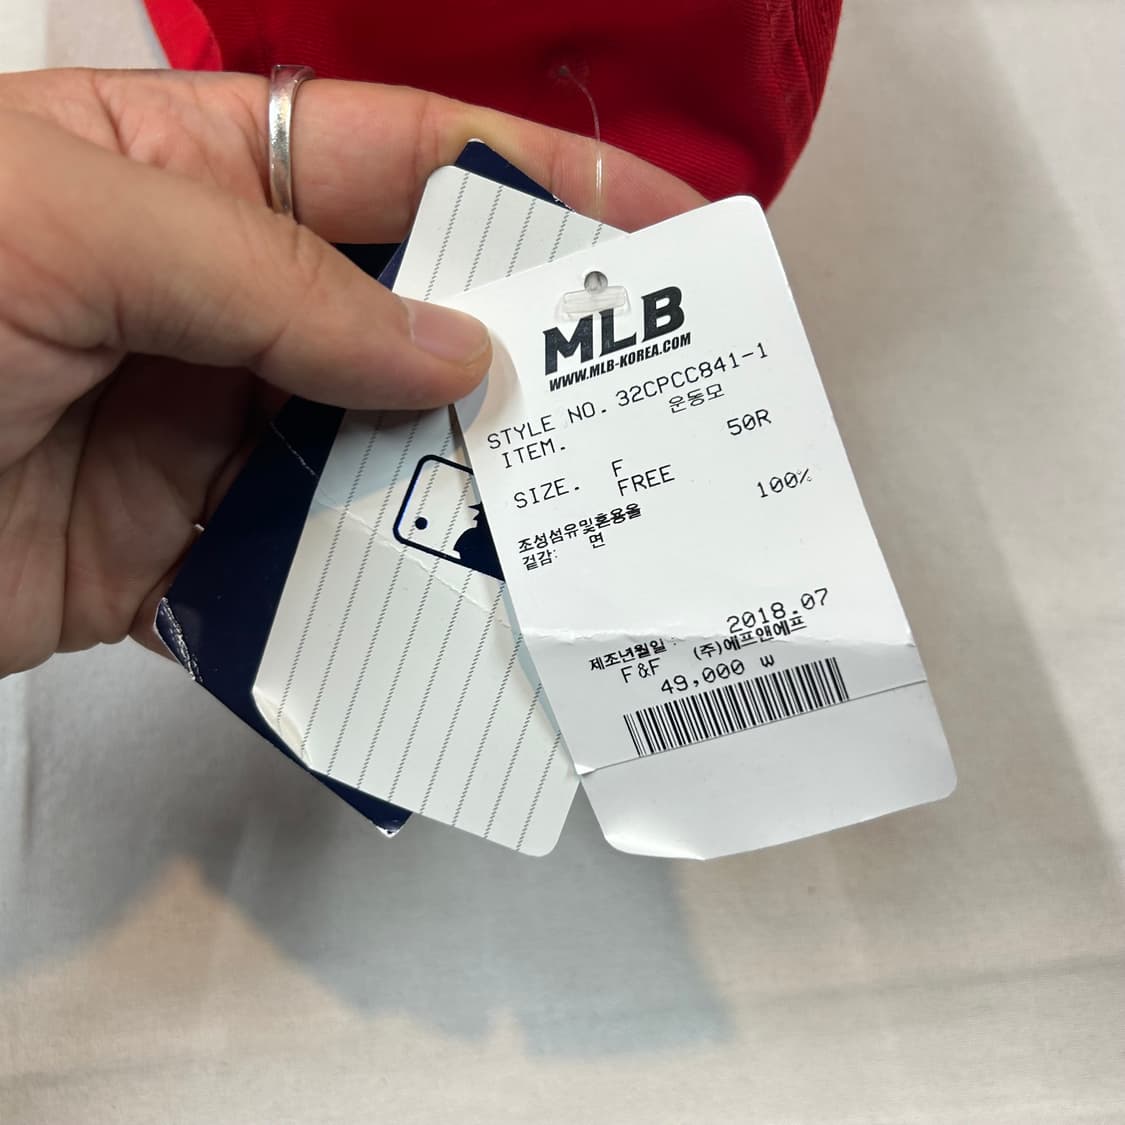 MLB
WWW.MLB-KOREA.COM
STYLE NO. 32CPCC841-1
ITEM. 운동모
50R
SIZE. F
FREE
조성섬유및혼용율
겉감: 면 100%
제조년월일: 2018.07
F&F (주)에프앤에프
49,000 ₩